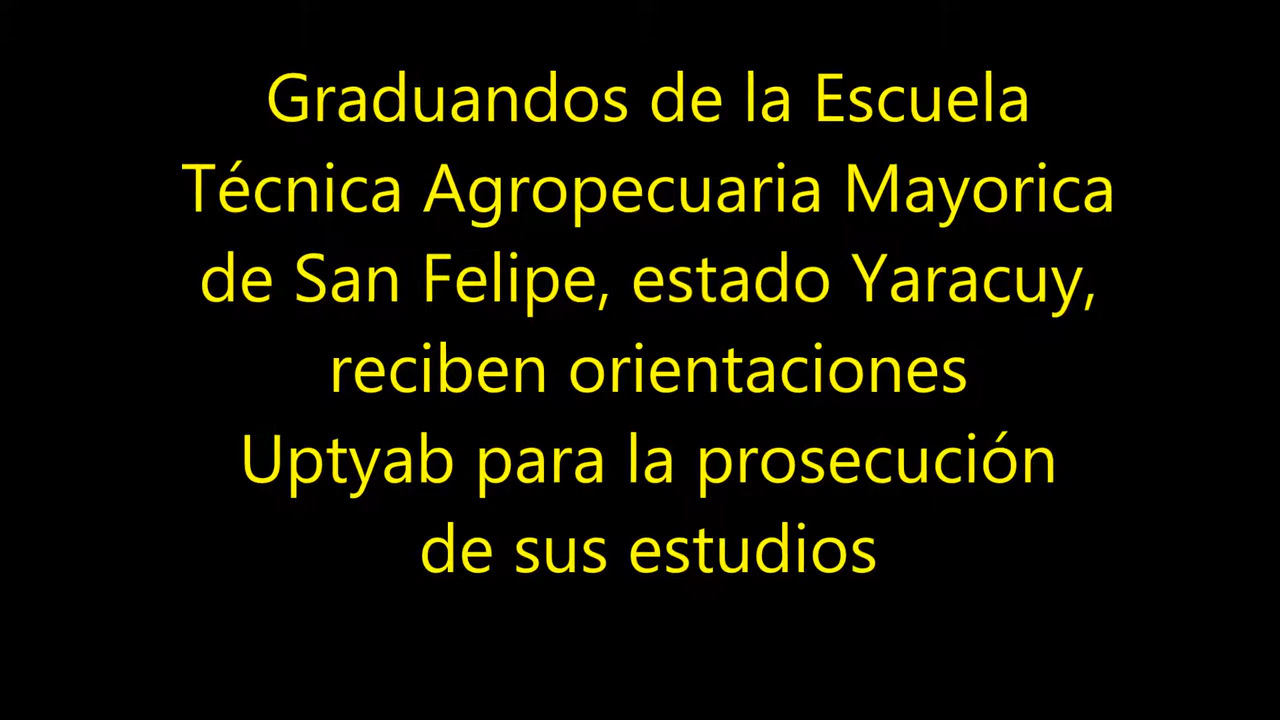 Graduandos de la Escuela
Técnica Agropecuaria Mayorica
de San Felipe, estado Yaracuy,
reciben orientaciones
Uptyab para la prosecución
de sus estudios